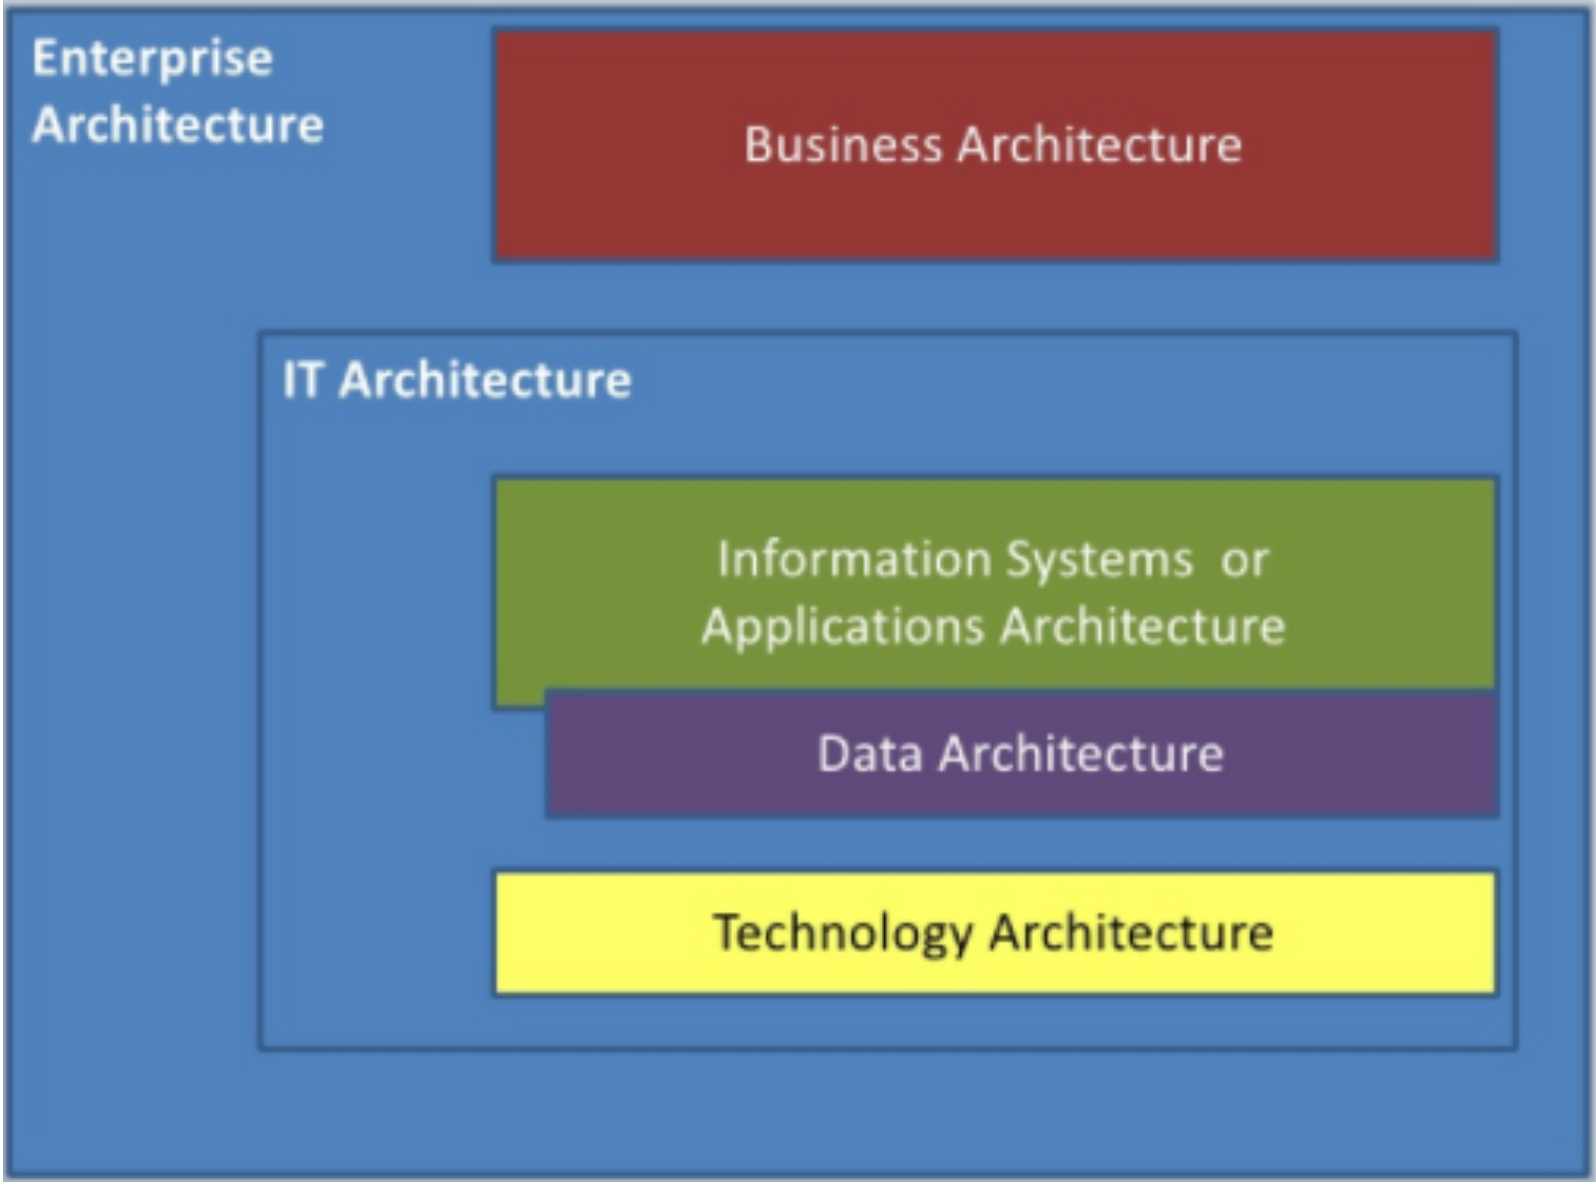 Enterprise
Architecture
Business Architecture
IT Architecture
Information Systems or
Applications Architecture
Data Architecture
Technology Architecture